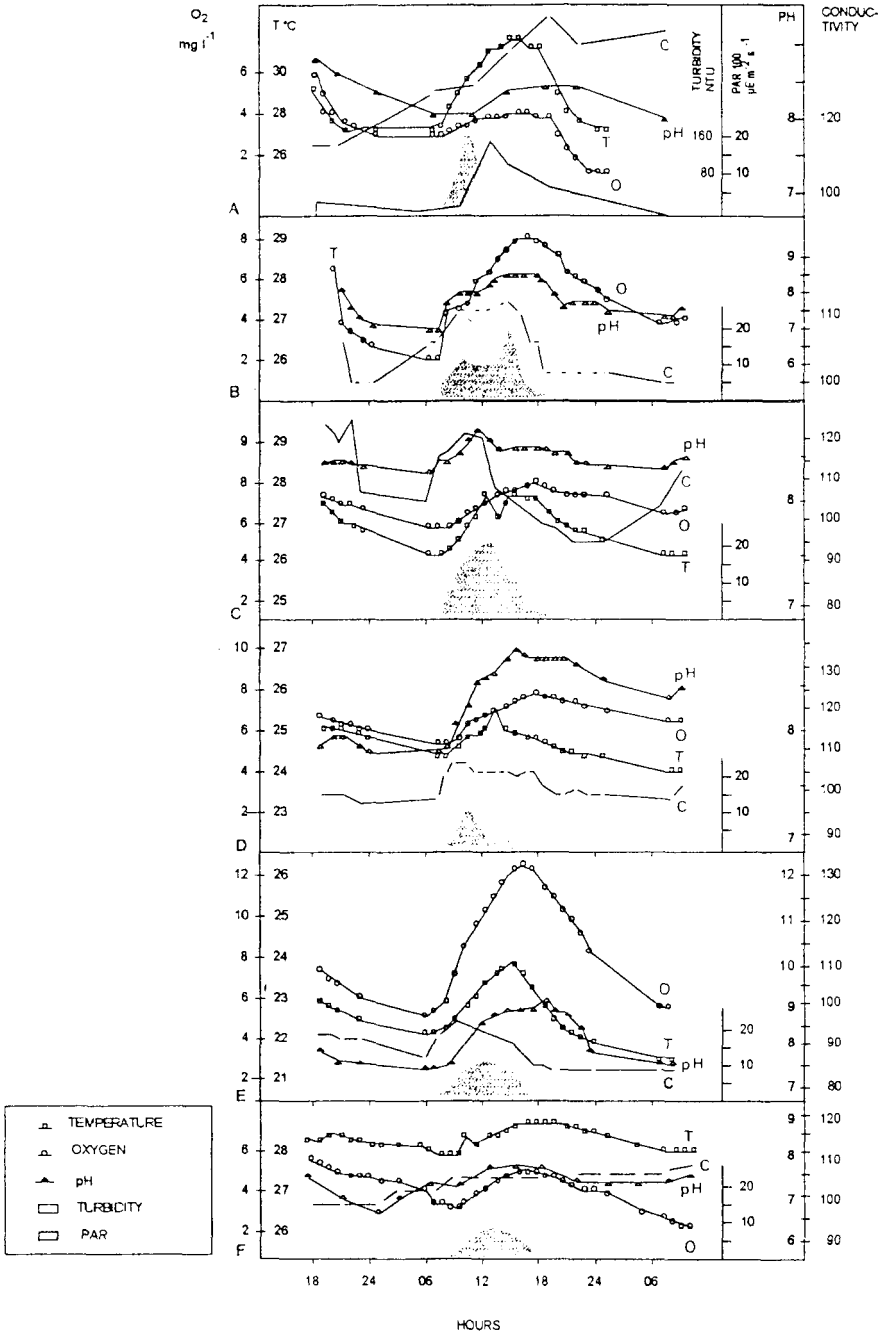 O2
mg l-1
T °C
PH
CONDUC-
TIVITY
TURBIDITY
NTU
PAR 100
µE m-2 s-1
6 30
4 28
2 26
160 20
80 10
8 120
7 100
C
pH
T
O
A
8 29
6 28
4 27
2 26
20
10
9
8 110
7
6
5 100
T
O
pH
C
B
9 29
8 28
6 27
4 26
2 25
20
10
120
110
8
100
90
7 80
pH
C
O
T
C
10 27
8 26
6 25
4 24
2 23
20
10
130
120
8
110
100
7 90
pH
O
T
C
D
12 26
10 25
8 24
6 23
4 22
2 21
20
10
12 130
11 120
10 110
9 100
8 90
7 80
O
T
pH
C
E
6 28
4 27
2 26
20
10
9 120
8 110
7 100
6 90
T
C
pH
O
F
18 24 06 12 18 24 06
HOURS
TEMPERATURE
OXYGEN
pH
TURBIDITY
PAR